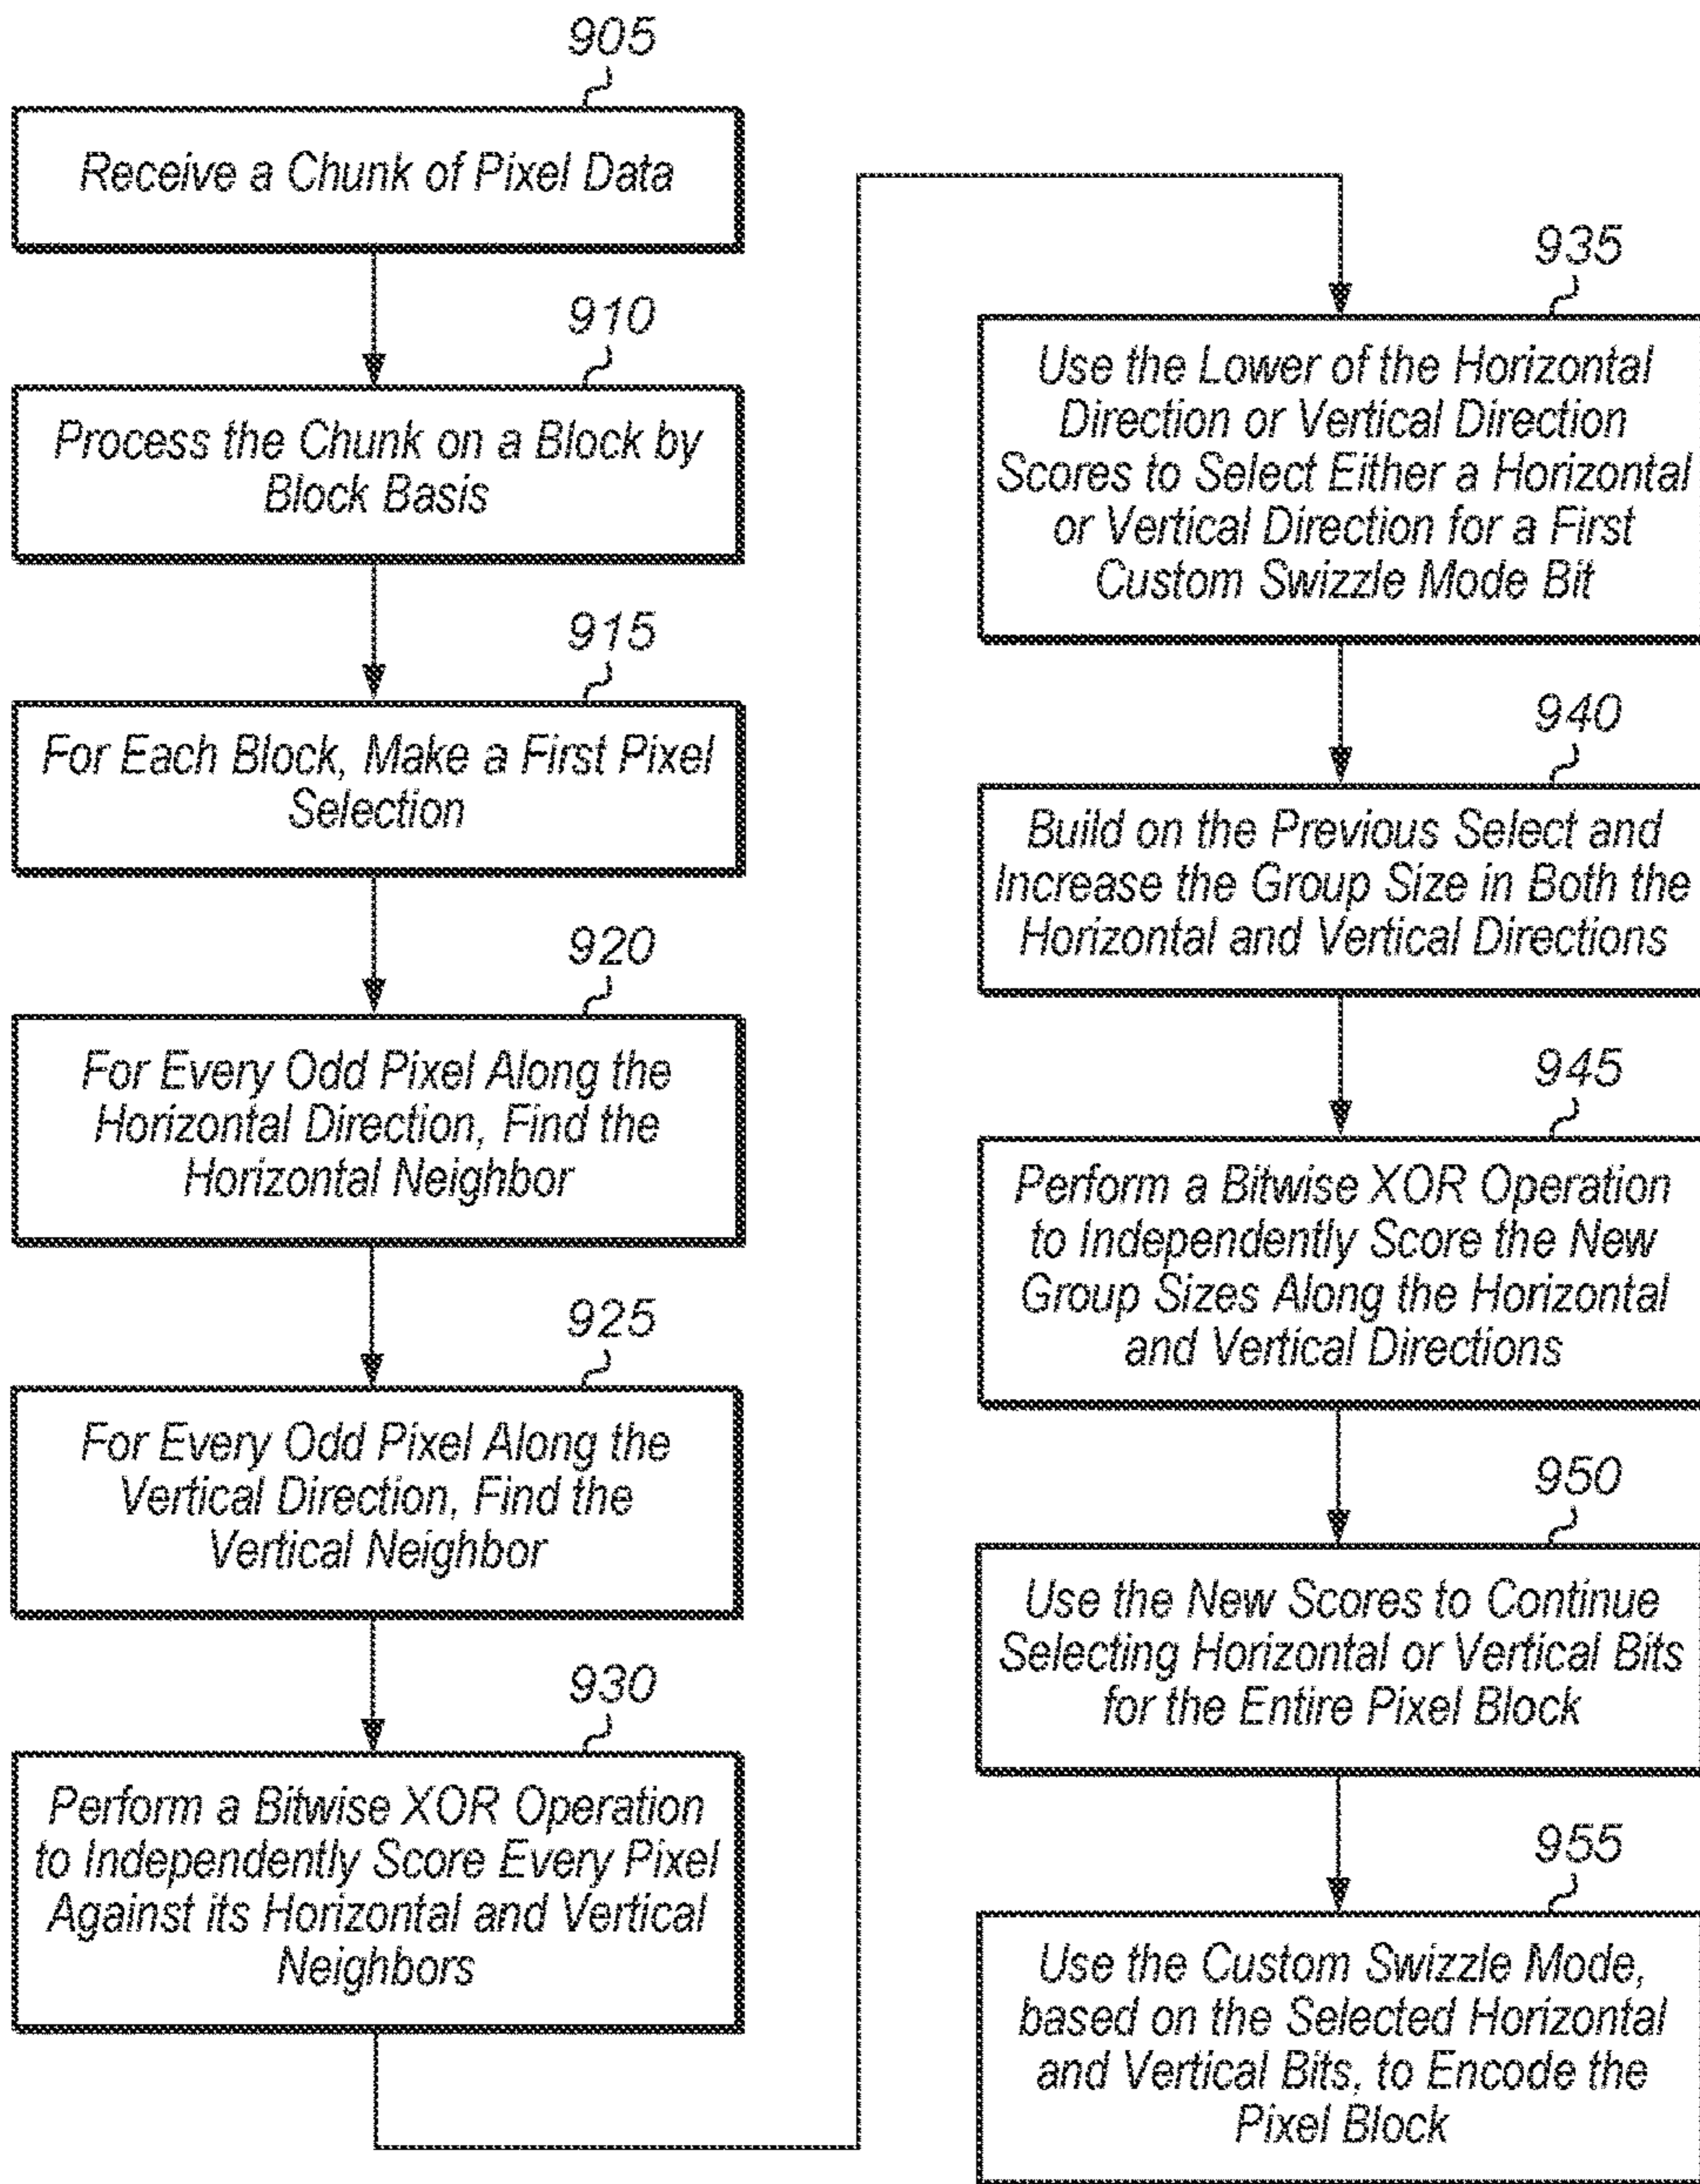 905
Receive a Chunk of Pixel Data
910
Process the Chunk on a Block by
Block Basis
915
For Each Block, Make a First Pixel
Selection
920
For Every Odd Pixel Along the
Horizontal Direction, Find the
Horizontal Neighbor
925
For Every Odd Pixel Along the
Vertical Direction, Find the
Vertical Neighbor
930
Perform a Bitwise XOR Operation
to Independently Score Every Pixel
Against its Horizontal and Vertical
Neighbors
935
Use the Lower of the Horizontal
Direction or Vertical Direction
Scores to Select Either a Horizontal
or Vertical Direction for a First
Custom Swizzle Mode Bit
940
Build on the Previous Select and
Increase the Group Size in Both the
Horizontal and Vertical Directions
945
Perform a Bitwise XOR Operation
to Independently Score the New
Group Sizes Along the Horizontal
and Vertical Directions
950
Use the New Scores to Continue
Selecting Horizontal or Vertical Bits
for the Entire Pixel Block
955
Use the Custom Swizzle Mode,
based on the Selected Horizontal
and Vertical Bits, to Encode the
Pixel Block